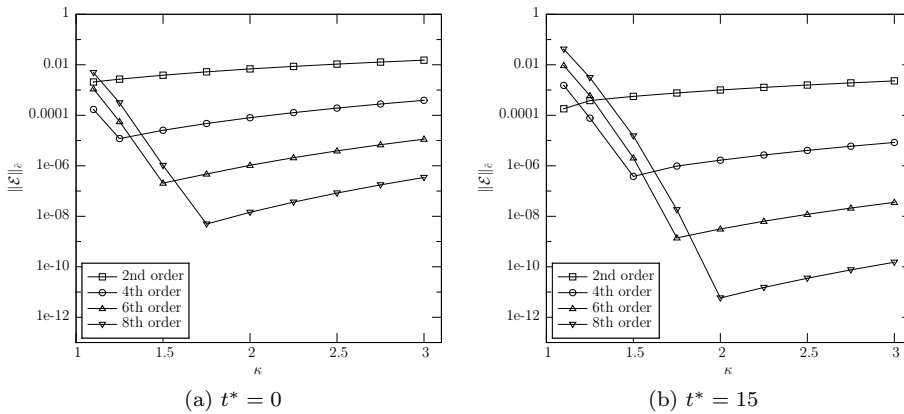 1
0.01
0.0001
1e-06
1e-08
1e-10
1e-12
‖ℰ‖_c̃
2nd order
4th order
6th order
8th order
1 1.5 2 2.5 3
κ
(a) t* = 0
1
0.01
0.0001
1e-06
1e-08
1e-10
1e-12
‖ℰ‖_c̃
2nd order
4th order
6th order
8th order
1 1.5 2 2.5 3
κ
(b) t* = 15